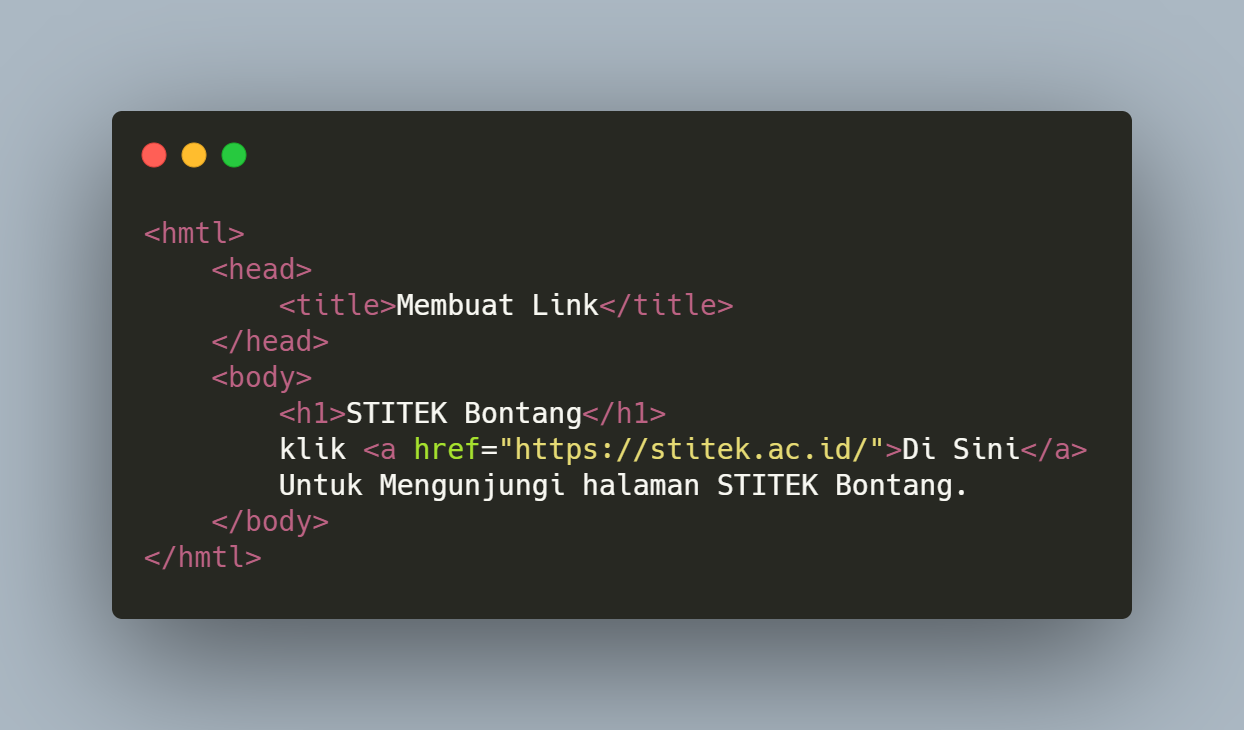 <hmtl>
    <head>
        <title>Membuat Link</title>
    </head>
    <body>
        <h1>STITEK Bontang</h1>
        klik <a href="https://stitek.ac.id/">Di Sini</a>
        Untuk Mengunjungi halaman STITEK Bontang.
    </body>
</hmtl>